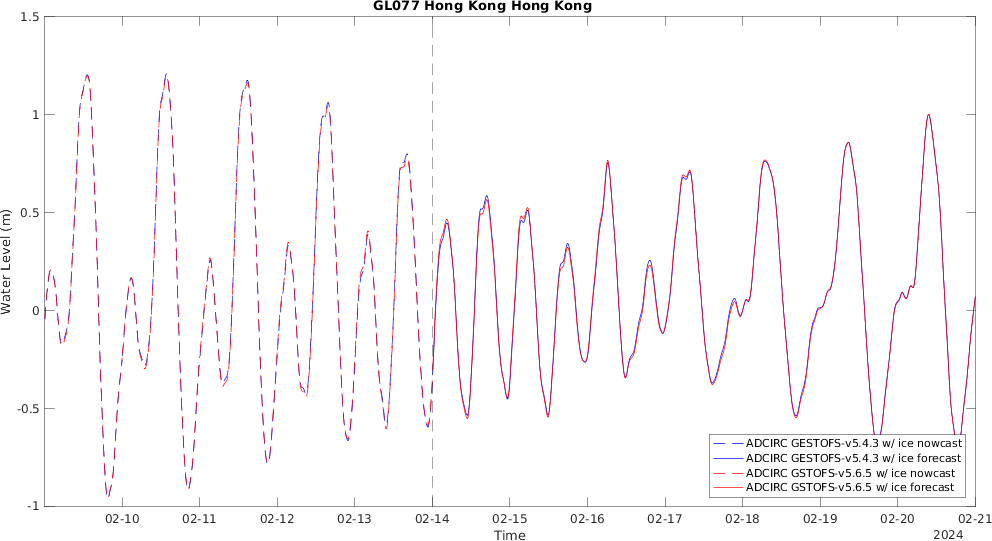 GL077 Hong Kong Hong Kong
Water Level (m)
1.5
1
0.5
0
-0.5
-1
ADCIRC GESTOFS-v5.4.3 w/ ice nowcast
ADCIRC GESTOFS-v5.4.3 w/ ice forecast
ADCIRC GSTOFS-v5.6.5 w/ ice nowcast
ADCIRC GSTOFS-v5.6.5 w/ ice forecast
02-10 02-11 02-12 02-13 02-14 02-15 02-16 02-17 02-18 02-19 02-20 02-21
Time
2024